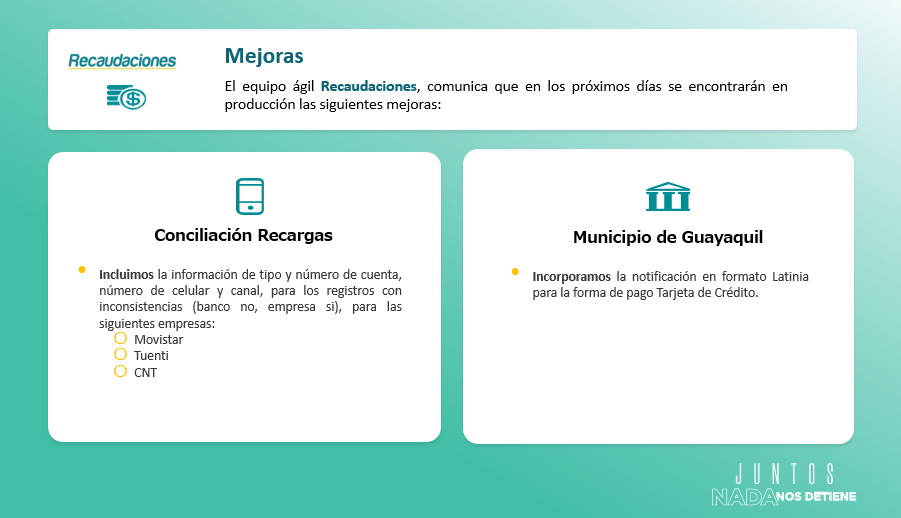 Recaudaciones
Mejoras
El equipo ágil Recaudaciones, comunica que en los próximos días se encontrarán en
producción las siguientes mejoras:
Conciliación Recargas
Incluimos la información de tipo y número de cuenta,
número de celular y canal, para los registros con
inconsistencias (banco no, empresa si), para las
siguientes empresas:
Movistar
Tuenti
CNT
Municipio de Guayaquil
Incorporamos la notificación en formato Latinia
para la forma de pago Tarjeta de Crédito.
JUNTOS
NADA NOS DETIENE